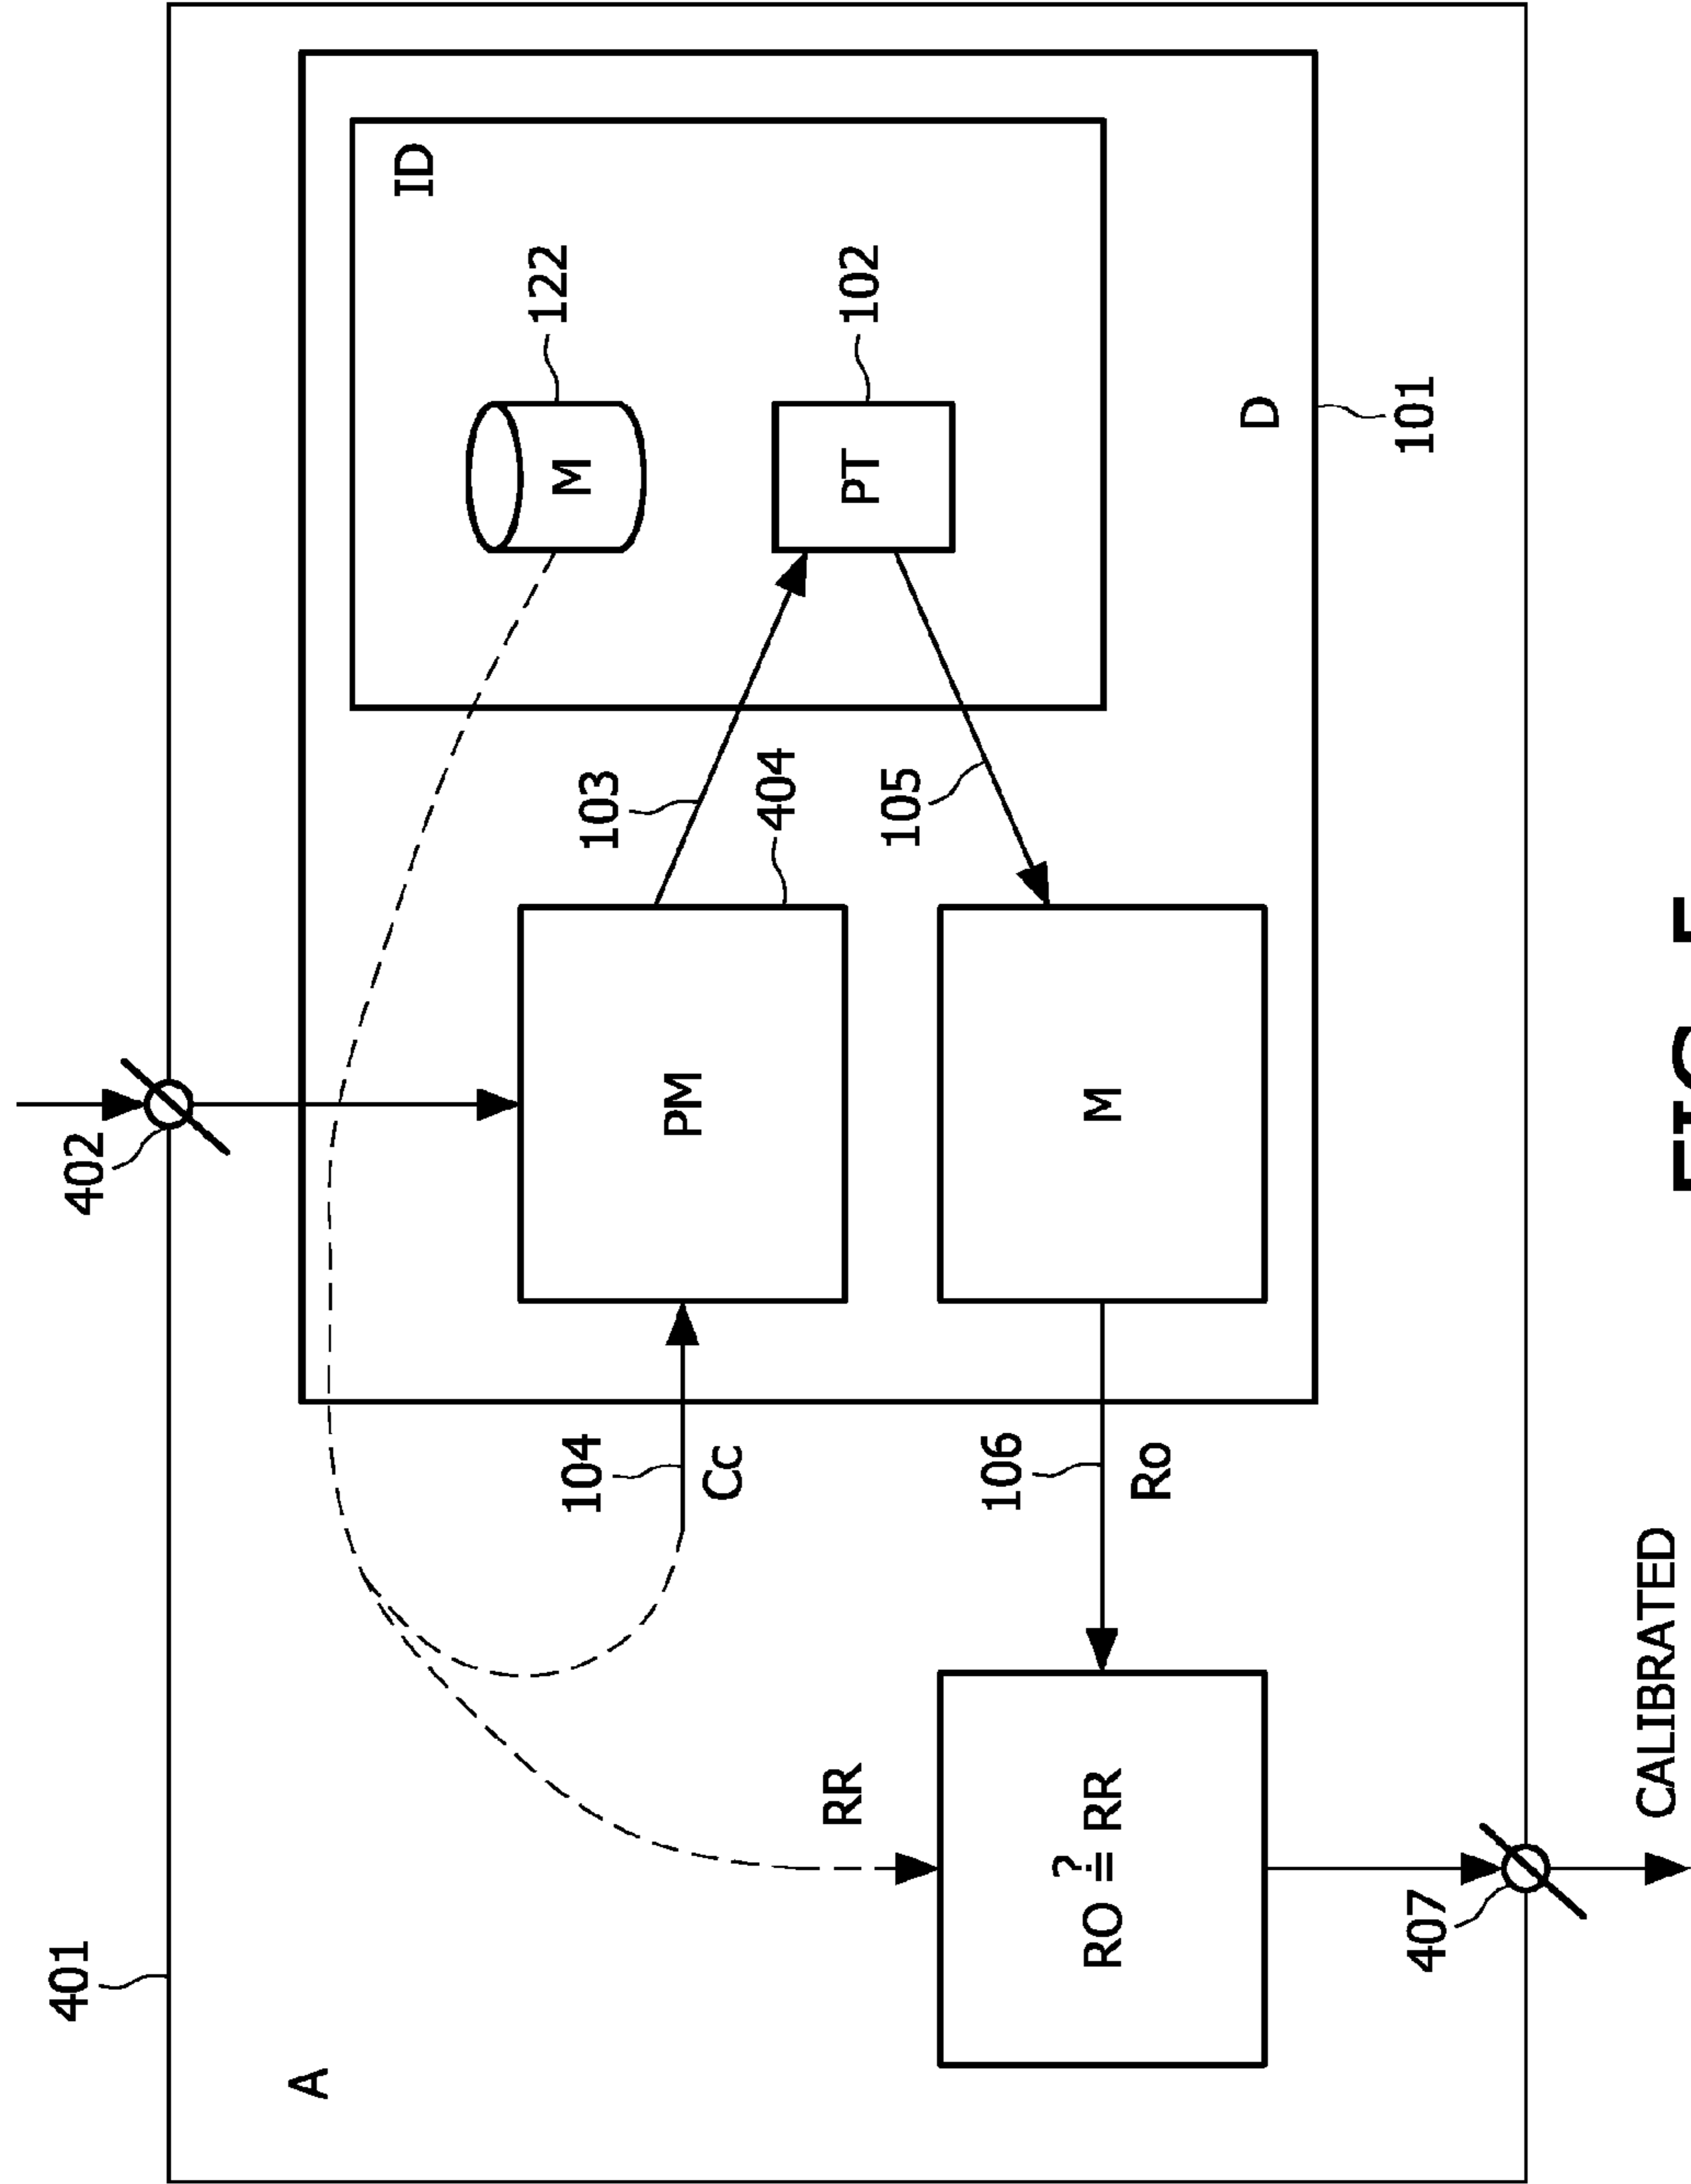 401
402
A
ID
122
M
104
103
PM
Cc
404
RR
PT
102
105
106
RO ≟ RR
M
Ro
D
101
407
CALIBRATED